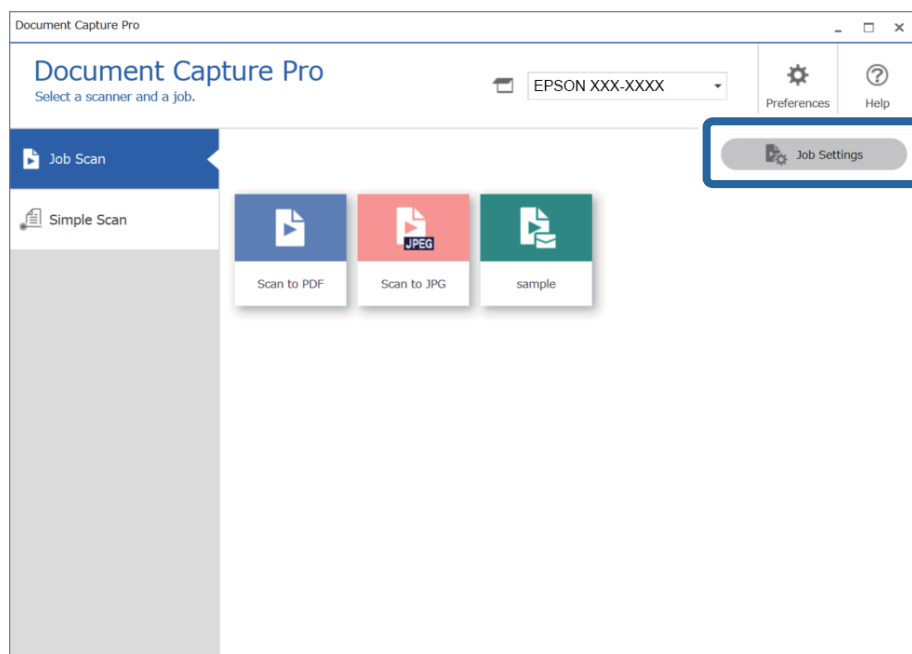 Document Capture Pro
Document Capture Pro
Select a scanner and a job.
EPSON XXX-XXXX
Preferences
Help
Job Scan
Job Settings
Simple Scan
JPEG
Scan to PDF
Scan to JPG
sample